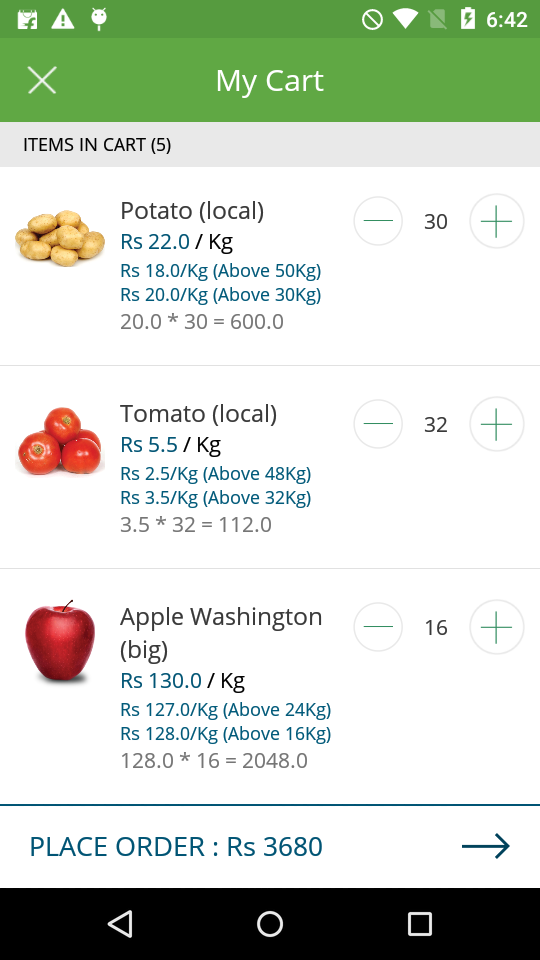 6:42
My Cart
ITEMS IN CART (5)
Potato (local)
30
Rs 22.0 / Kg
Rs 18.0/Kg (Above 50Kg)
Rs 20.0/Kg (Above 30Kg)
20.0 * 30 = 600.0
Tomato (local)
32
Rs 5.5 / Kg
Rs 2.5/Kg (Above 48Kg)
Rs 3.5/Kg (Above 32Kg)
3.5 * 32 = 112.0
Apple Washington
(big)
16
Rs 130.0 / Kg
Rs 127.0/Kg (Above 24Kg)
Rs 128.0/Kg (Above 16Kg)
128.0 * 16 = 2048.0
PLACE ORDER : Rs 3680